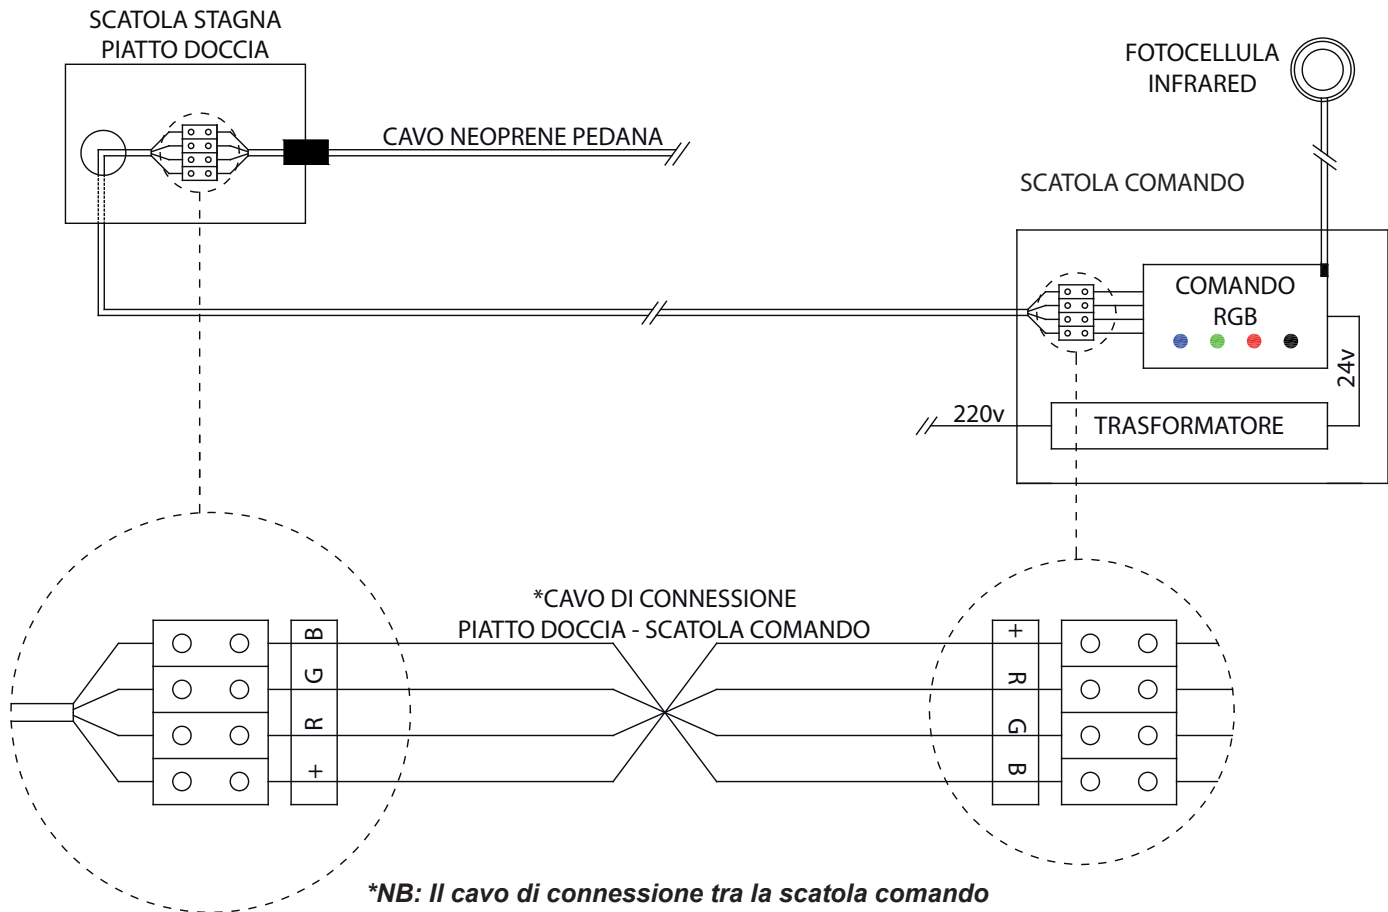 SCATOLA STAGNA
PIATTO DOCCIA
FOTOCELLULA
INFRARED
CAVO NEOPRENE PEDANA
SCATOLA COMANDO
COMANDO
RGB
24v
220v
TRASFORMATORE
*CAVO DI CONNESSIONE
PIATTO DOCCIA - SCATOLA COMANDO
B
G
R
+
+
R
G
B
*NB: Il cavo di connessione tra la scatola comando